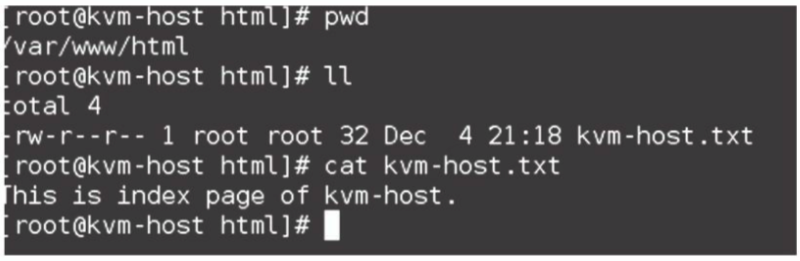 [root@kvm-host html]# pwd
/var/www/html
[root@kvm-host html]# ll
total 4
-rw-r--r-- 1 root root 32 Dec  4 21:18 kvm-host.txt
[root@kvm-host html]# cat kvm-host.txt
This is index page of kvm-host.
[root@kvm-host html]#